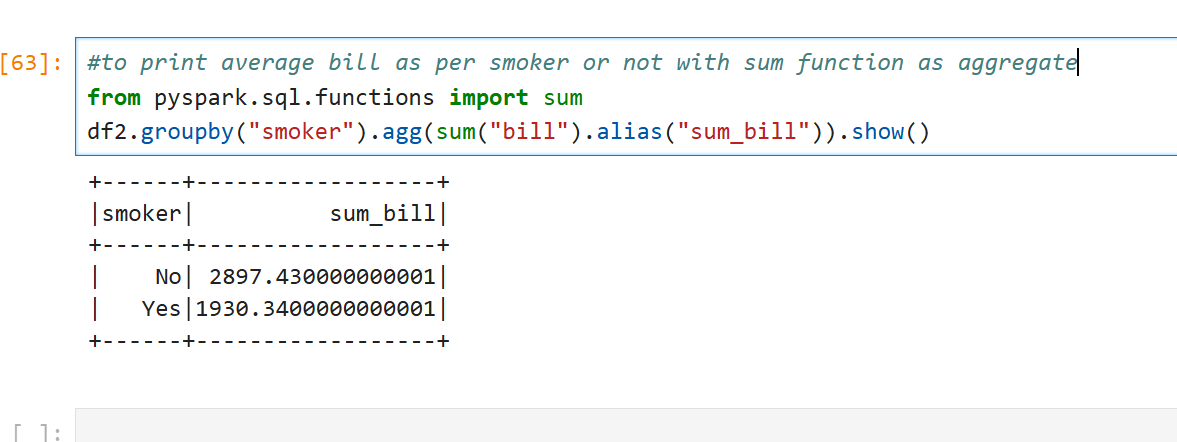 [63]: #to print average bill as per smoker or not with sum function as aggregate
from pyspark.sql.functions import sum
df2.groupby("smoker").agg(sum("bill").alias("sum_bill")).show()
+------+------------------+
|smoker|          sum_bill|
+------+------------------+
|    No| 2897.430000000001|
|   Yes|1930.3400000000001|
+------+------------------+
[ ]: